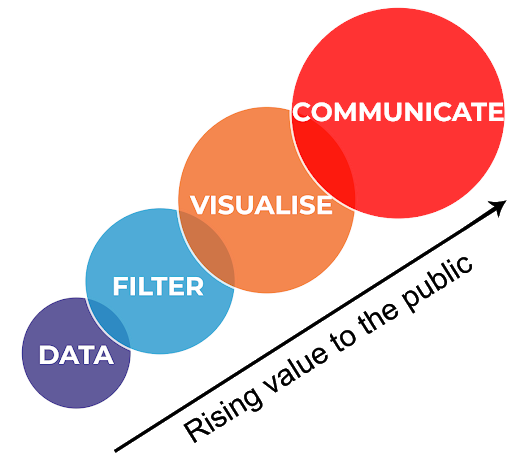 COMMUNICATE
VISUALISE
FILTER
DATA
Rising value to the public